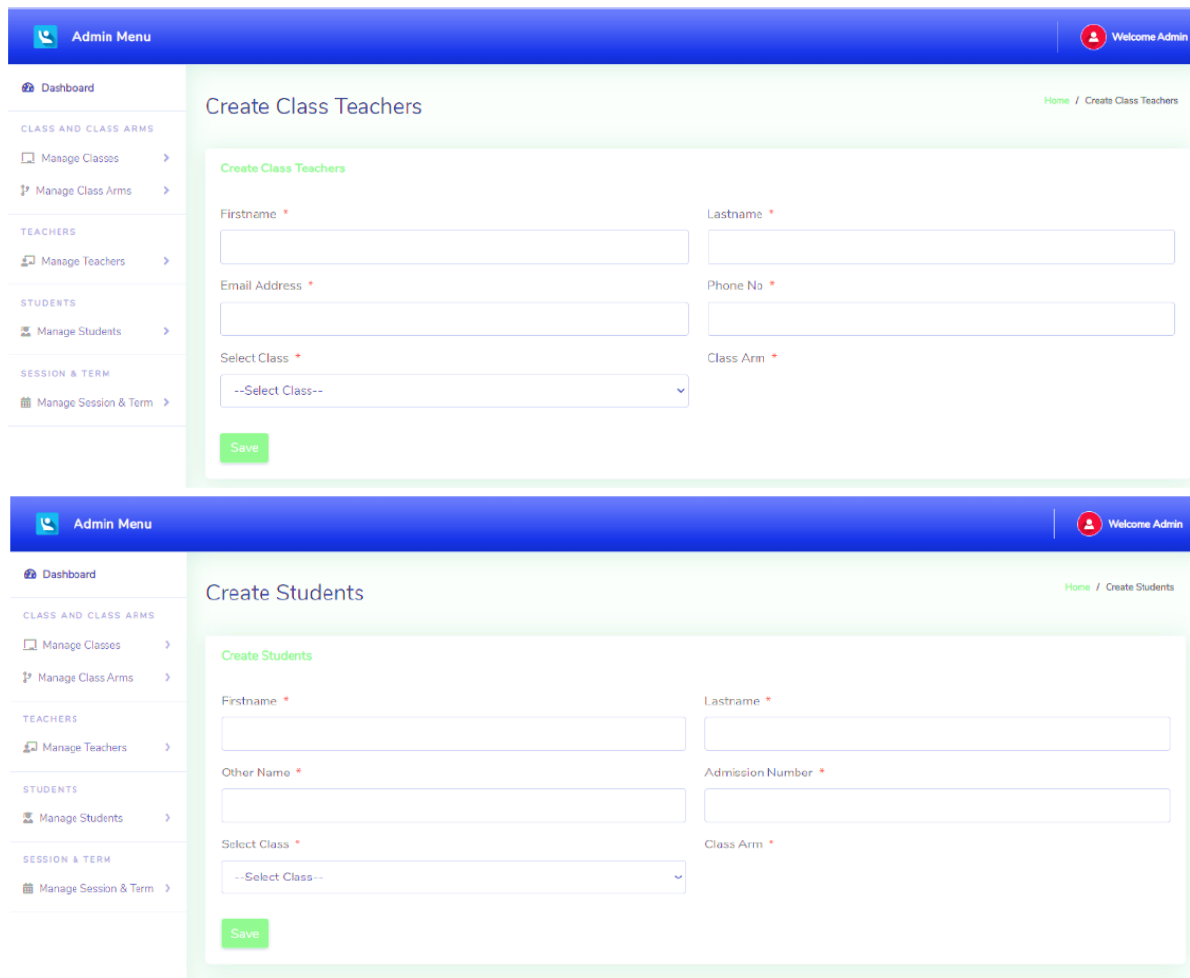 Admin Menu
Welcome Admin
Dashboard
CLASS AND CLASS ARMS
Manage Classes
Manage Class Arms
TEACHERS
Manage Teachers
STUDENTS
Manage Students
SESSION & TERM
Manage Session & Term
Create Class Teachers
Home / Create Class Teachers
Create Class Teachers
Firstname *
Lastname *
Email Address *
Phone No *
Select Class *
Class Arm *
--Select Class--
Save
Admin Menu
Welcome Admin
Dashboard
CLASS AND CLASS ARMS
Manage Classes
Manage Class Arms
TEACHERS
Manage Teachers
STUDENTS
Manage Students
SESSION & TERM
Manage Session & Term
Create Students
Home / Create Students
Create Students
Firstname *
Lastname *
Other Name *
Admission Number *
Select Class *
Class Arm *
--Select Class--
Save